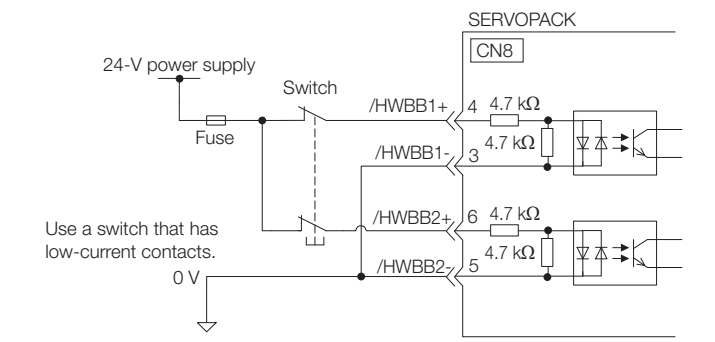 SERVOPACK
CN8
24-V power supply
Switch
Fuse
/HWBB1+
4
4.7 kΩ
4.7 kΩ
/HWBB1-
3
/HWBB2+
6
4.7 kΩ
4.7 kΩ
/HWBB2-
5
Use a switch that has
low-current contacts.
0 V